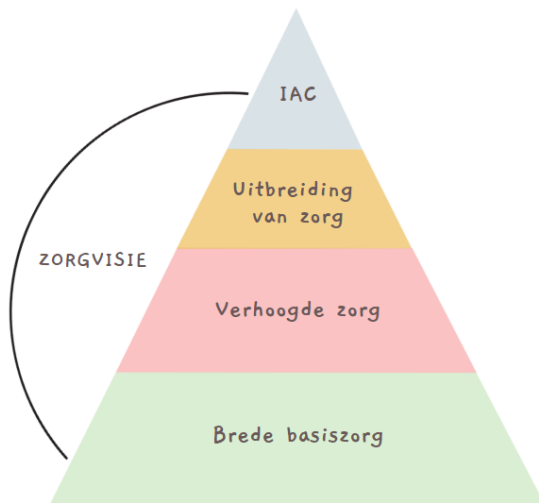 IAC
Uitbreiding
van zorg
ZORGVISIE
Verhoogde zorg
Brede basiszorg